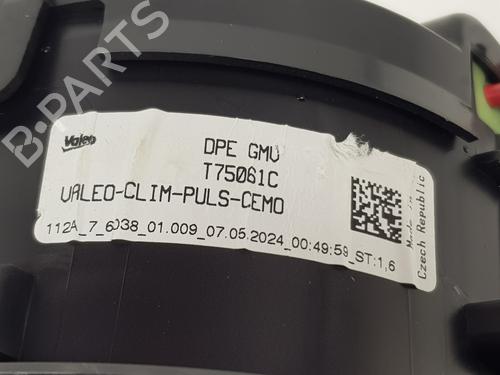 B-PARTS
Valeo
DPE GMV
T75061C
VALEO-CLIM-PULS-CEMO
112A_7_6038_01.009_07.05.2024_00:49:59_ST:1,6
Made in
Czech Republic